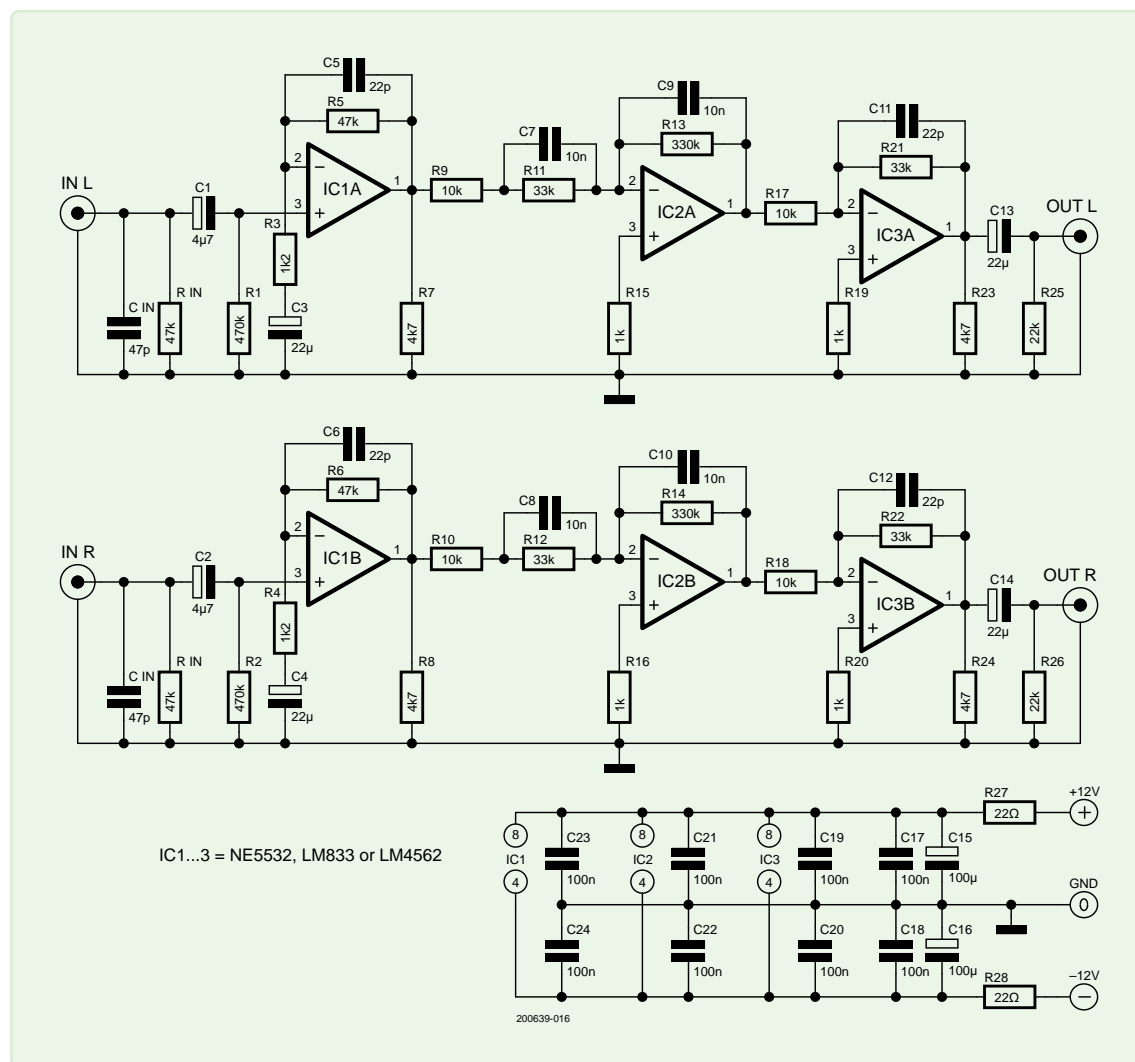 C5
22p
R5
47k
C9
10n
R13
330k
C11
22p
R21
33k
C7
10n
R9
10k
R11
33k
2
–
IC1A
1
3
+
IN L
C1
4µ7
R3
1k2
C3
22µ
C IN
47p
R IN
47k
R1
470k
R7
4k7
2
–
IC2A
1
3
+
R15
1k
R17
10k
2
–
IC3A
1
3
+
R19
1k
R23
4k7
C13
22µ
R25
22k
OUT L
C6
22p
R6
47k
C10
10n
R14
330k
C12
22p
R22
33k
C8
10n
R10
10k
R12
33k
2
–
IC1B
1
3
+
IN R
C2
4µ7
R4
1k2
C4
22µ
C IN
47p
R IN
47k
R2
470k
R8
4k7
2
–
IC2B
1
3
+
R16
1k
R18
10k
2
–
IC3B
1
3
+
R20
1k
R24
4k7
C14
22µ
R26
22k
OUT R
IC1...3 = NE5532, LM833 or LM4562
R27
22Ω
+12V
+
8
IC1
4
C23
100n
8
IC2
4
C21
100n
8
IC3
4
C19
100n
C17
100n
C15
100µ
GND
0
C24
100n
C22
100n
C20
100n
C18
100n
C16
100µ
R28
22Ω
–12V
–
200639-016